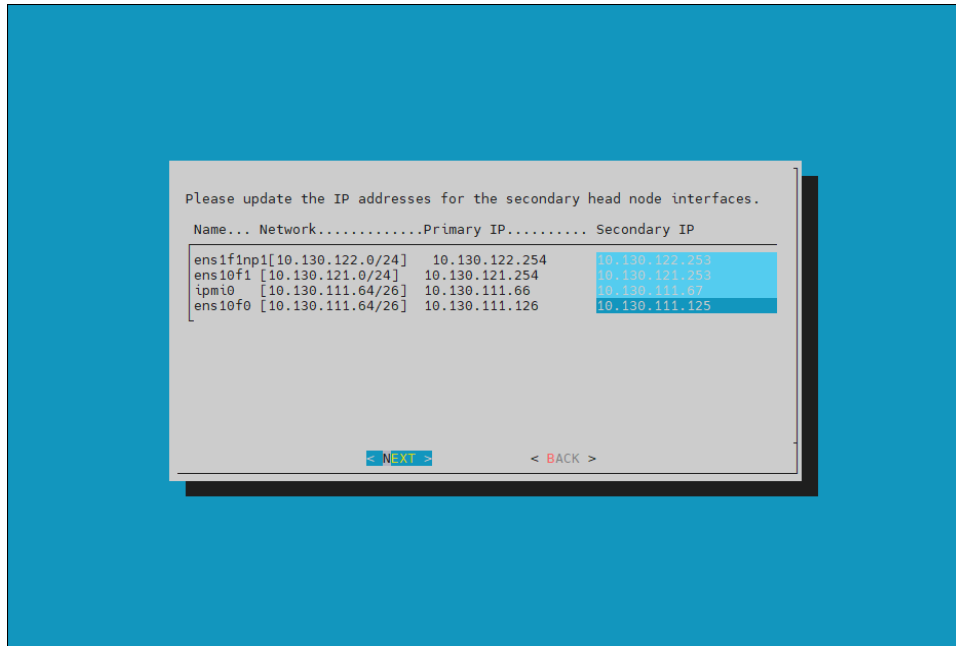 Please update the IP addresses for the secondary head node interfaces.
Name... Network.............Primary IP.......... Secondary IP
ens1f1np1[10.130.122.0/24] 10.130.122.254 10.130.122.253
ens10f1 [10.130.121.0/24] 10.130.121.254 10.130.121.253
ipmi0 [10.130.111.64/26] 10.130.111.66 10.130.111.67
ens10f0 [10.130.111.64/26] 10.130.111.126 10.130.111.125
< NEXT > < BACK >